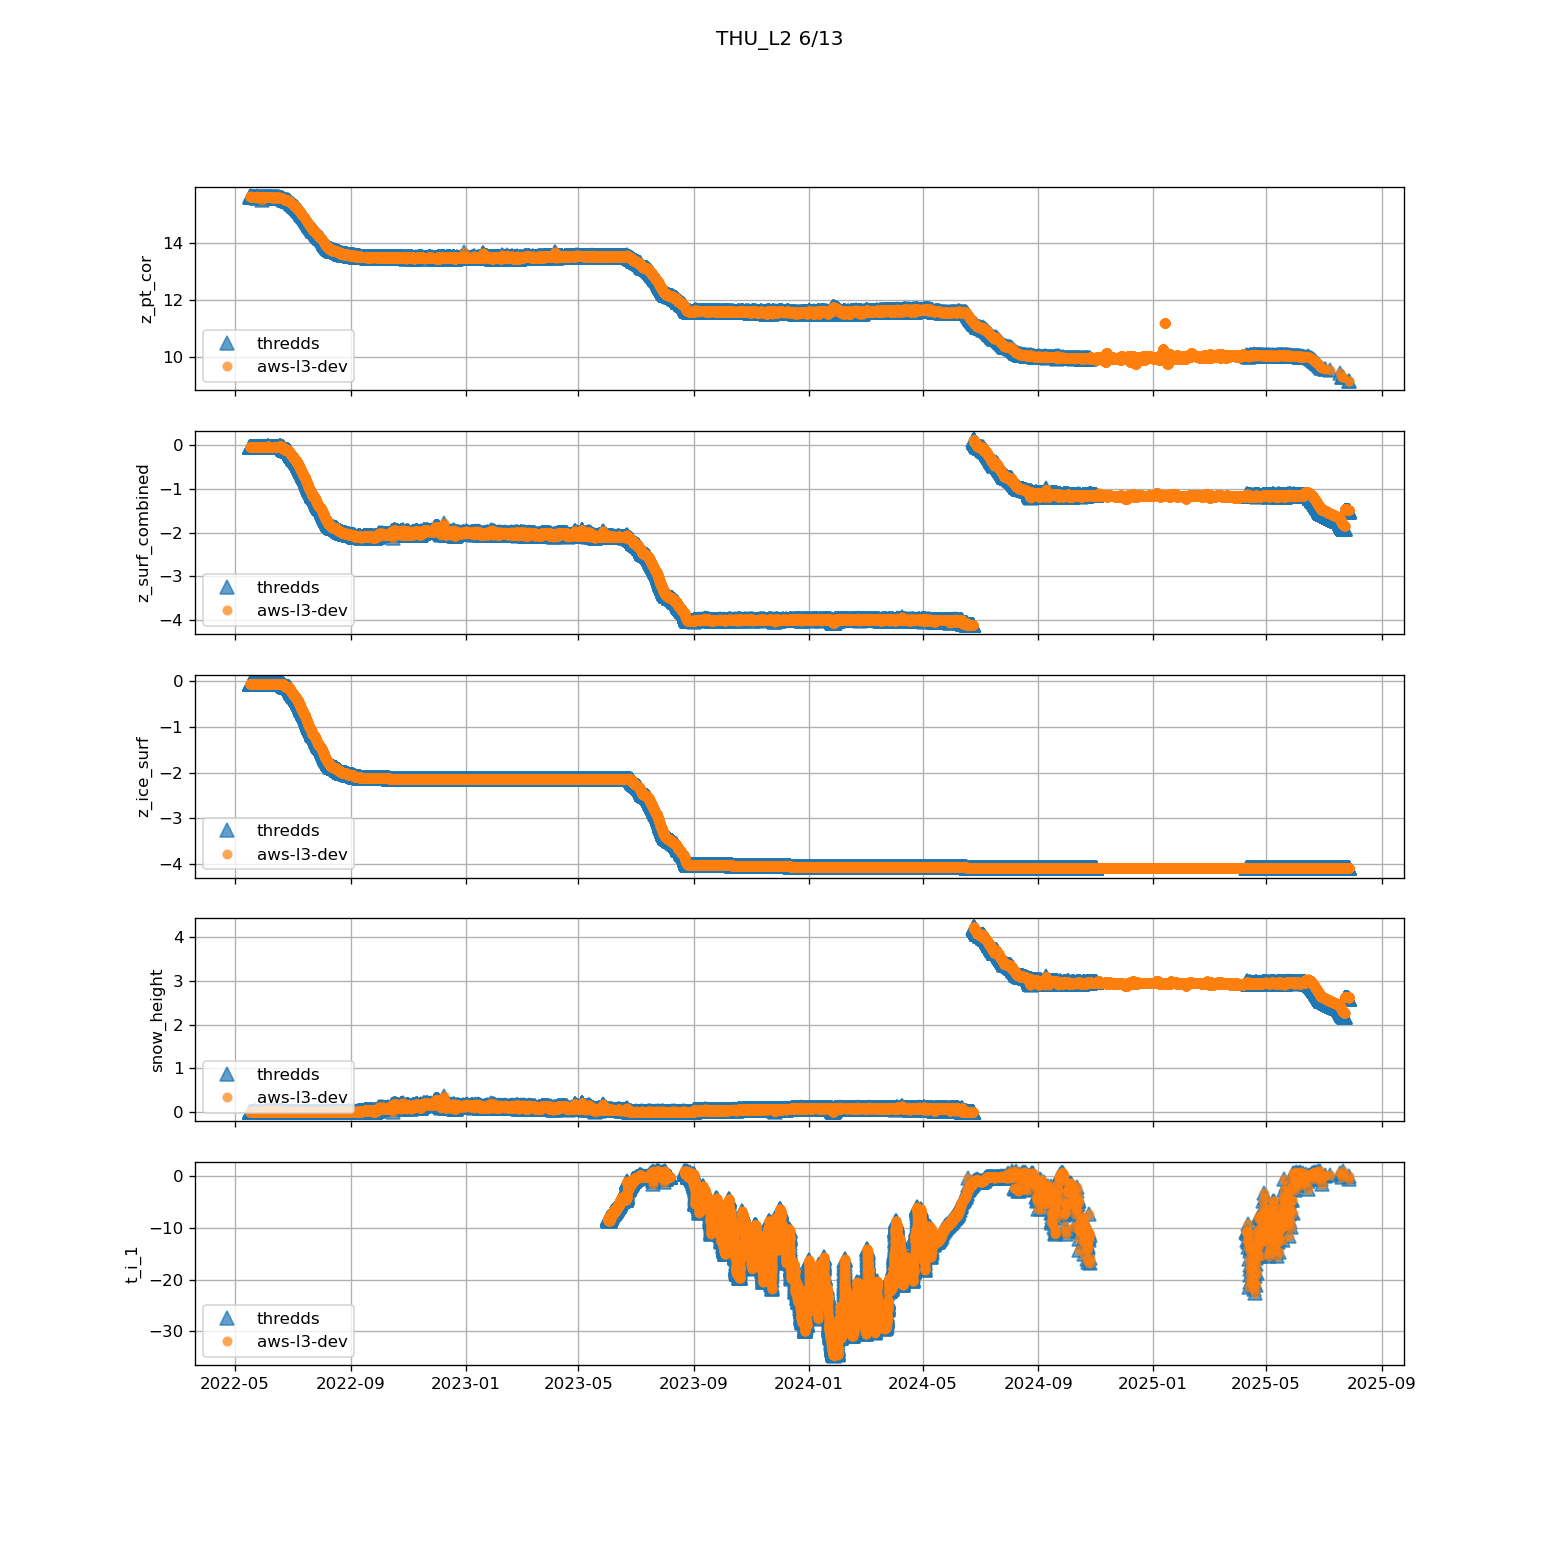 THU_L2 6/13
z_pt_cor
14
12
10
thredds
aws-l3-dev
z_surf_combined
0
−1
−2
−3
−4
thredds
aws-l3-dev
z_ice_surf
0
−1
−2
−3
−4
thredds
aws-l3-dev
snow_height
4
3
2
1
0
thredds
aws-l3-dev
t_i_1
0
−10
−20
−30
thredds
aws-l3-dev
2022-05 2022-09 2023-01 2023-05 2023-09 2024-01 2024-05 2024-09 2025-01 2025-05 2025-09